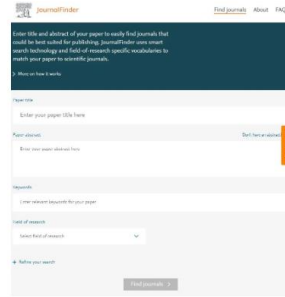 JournalFinder
Find journals About FAQ
Enter title and abstract of your paper to easily find journals that
could be best suited for publishing. JournalFinder uses smart
search technology and field-of-research specific vocabularies to
match your paper to scientific journals.
> More on how it works
Paper title
Enter your paper title here
Paper abstract
Enter your paper abstract here
Keywords
Enter relevant keywords for your paper
Field of research
Select field of research
+ Refine your search
Find journals >